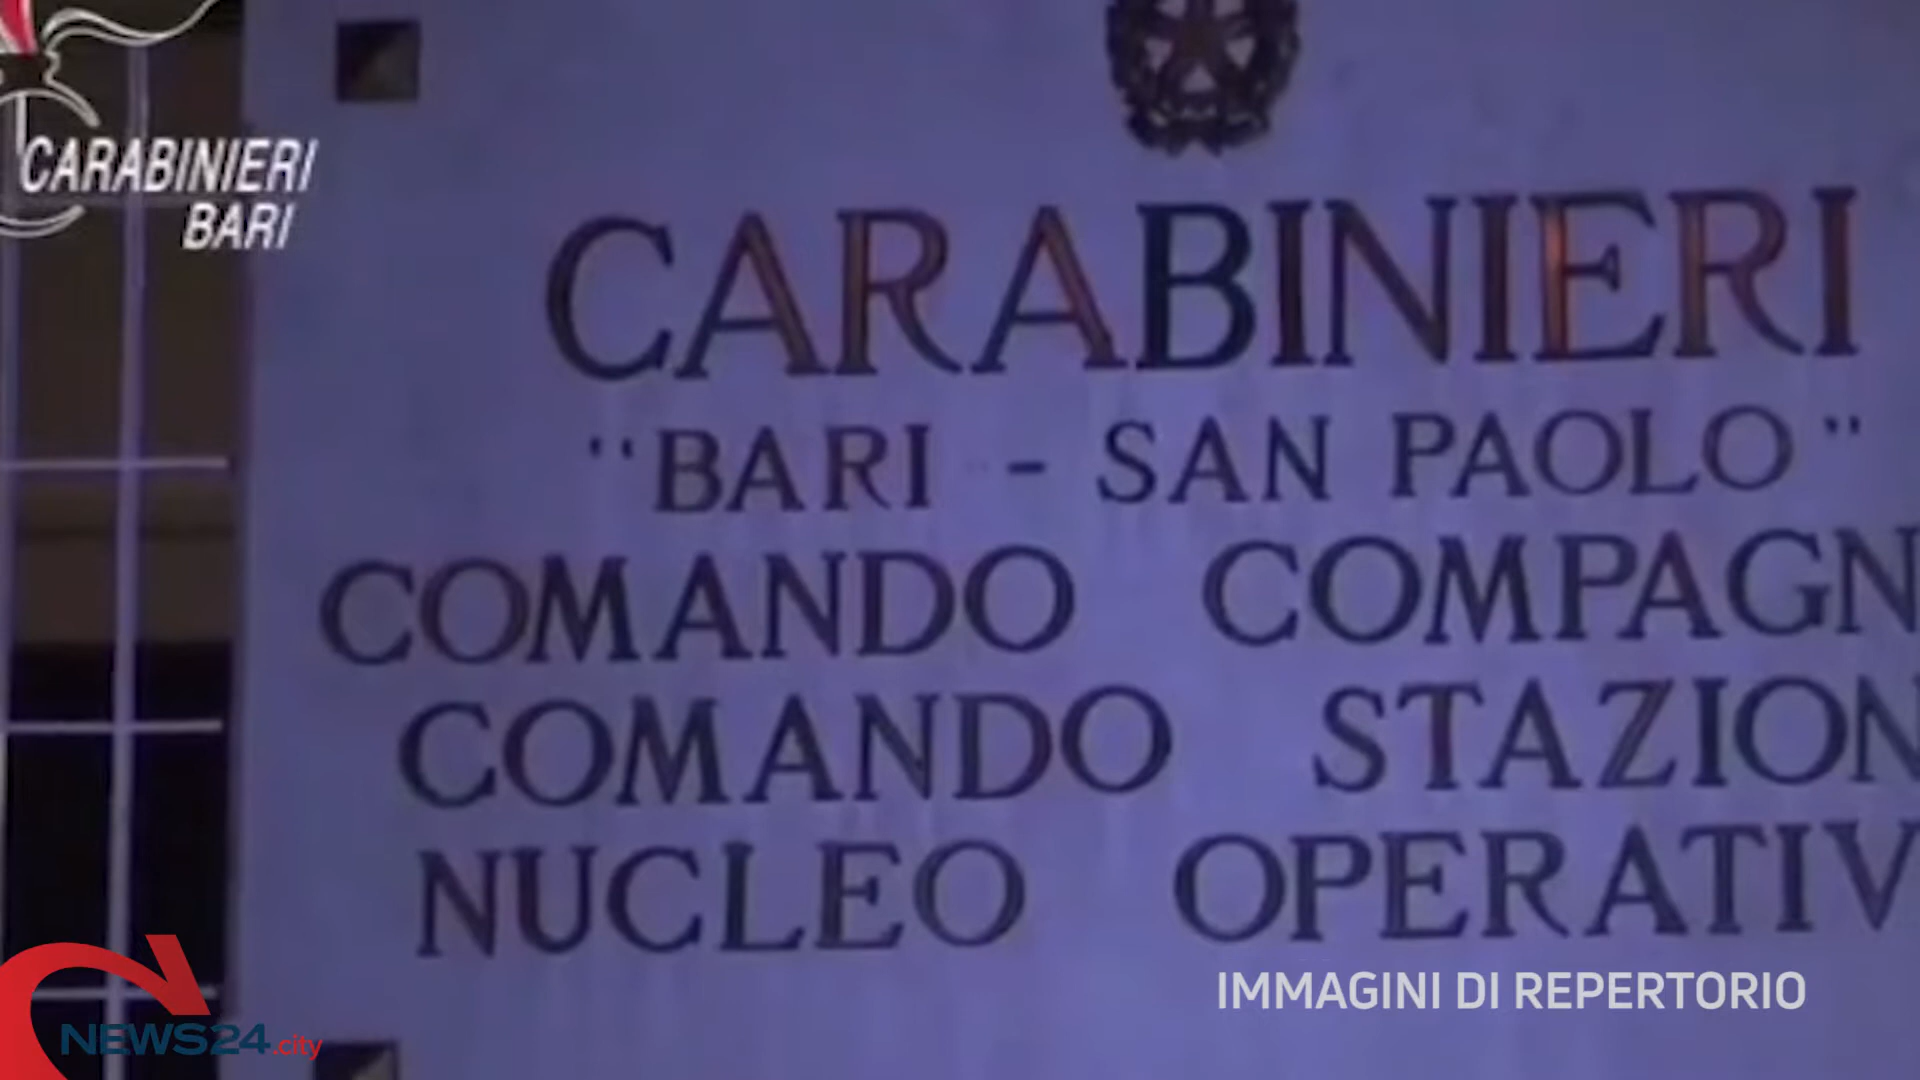 CARABINIERI
BARI
CARABINIERI
"BARI - SAN PAOLO"
COMANDO COMPAGN
COMANDO STAZION
NUCLEO OPERATIV
IMMAGINI DI REPERTORIO
NEWS24.city